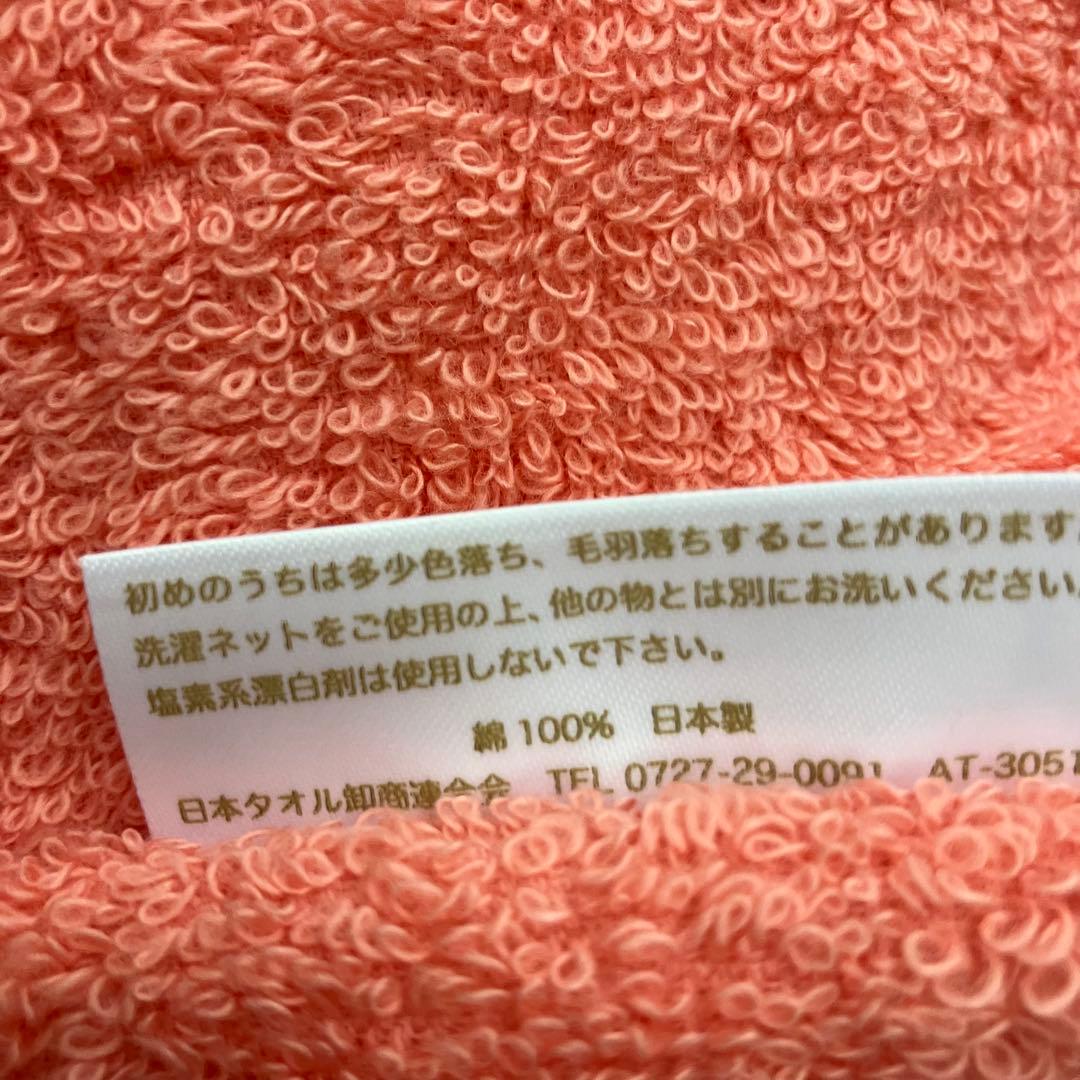 初めのうちは多少色落ち、毛羽落ちすることがあります。
洗濯ネットをご使用の上、他の物とは別にお洗いください。
塩素系漂白剤は使用しないで下さい。
綿100% 日本製
日本タオル卸商連合会 TEL 0727-29-0091 AT-3051